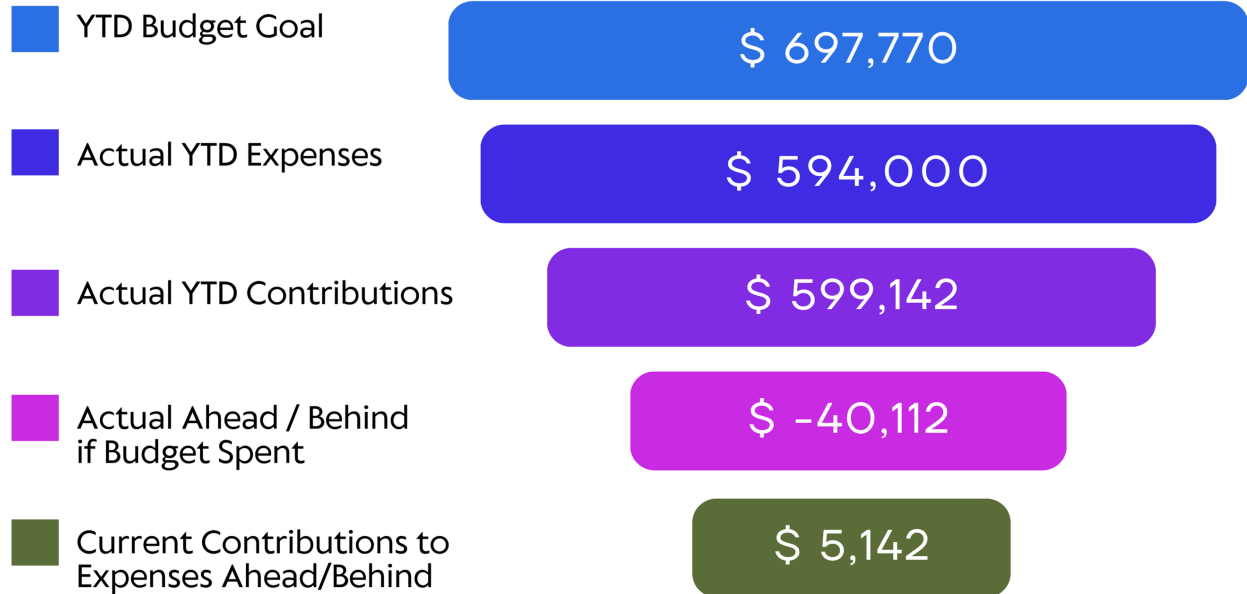 YTD Budget Goal
$ 697,770
Actual YTD Expenses
$ 594,000
Actual YTD Contributions
$ 599,142
Actual Ahead / Behind
if Budget Spent
$ -40,112
Current Contributions to
Expenses Ahead/Behind
$ 5,142